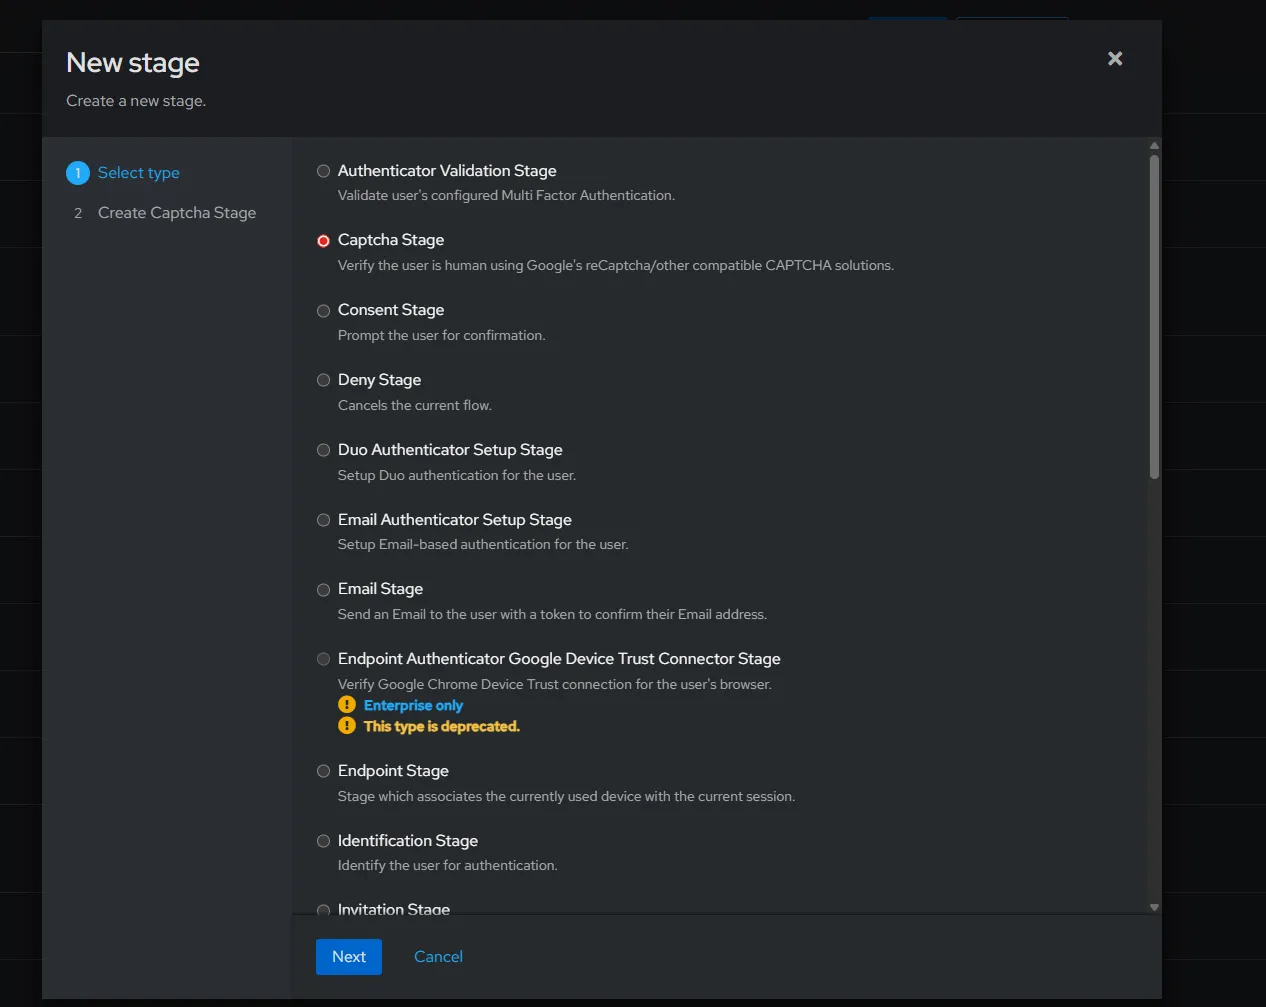 New stage
Create a new stage.
1 Select type
2 Create Captcha Stage
Authenticator Validation Stage
Validate user's configured Multi Factor Authentication.
Captcha Stage
Verify the user is human using Google's reCaptcha/other compatible CAPTCHA solutions.
Consent Stage
Prompt the user for confirmation.
Deny Stage
Cancels the current flow.
Duo Authenticator Setup Stage
Setup Duo authentication for the user.
Email Authenticator Setup Stage
Setup Email-based authentication for the user.
Email Stage
Send an Email to the user with a token to confirm their Email address.
Endpoint Authenticator Google Device Trust Connector Stage
Verify Google Chrome Device Trust connection for the user's browser.
Enterprise only
This type is deprecated.
Endpoint Stage
Stage which associates the currently used device with the current session.
Identification Stage
Identify the user for authentication.
Invitation Stage
Next
Cancel